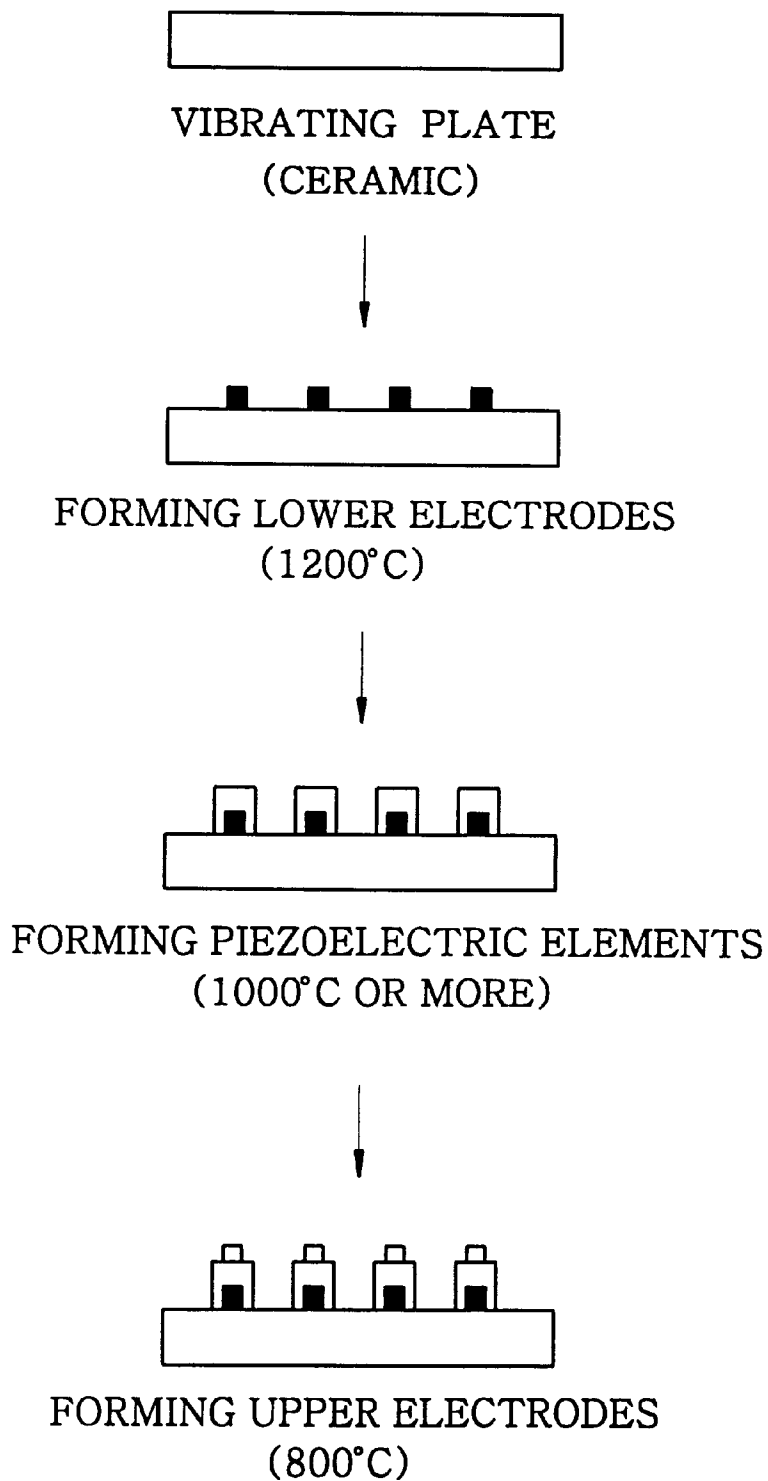 VIBRATING PLATE
(CERAMIC)
FORMING LOWER ELECTRODES
(1200°C)
FORMING PIEZOELECTRIC ELEMENTS
(1000°C OR MORE)
FORMING UPPER ELECTRODES
(800°C)